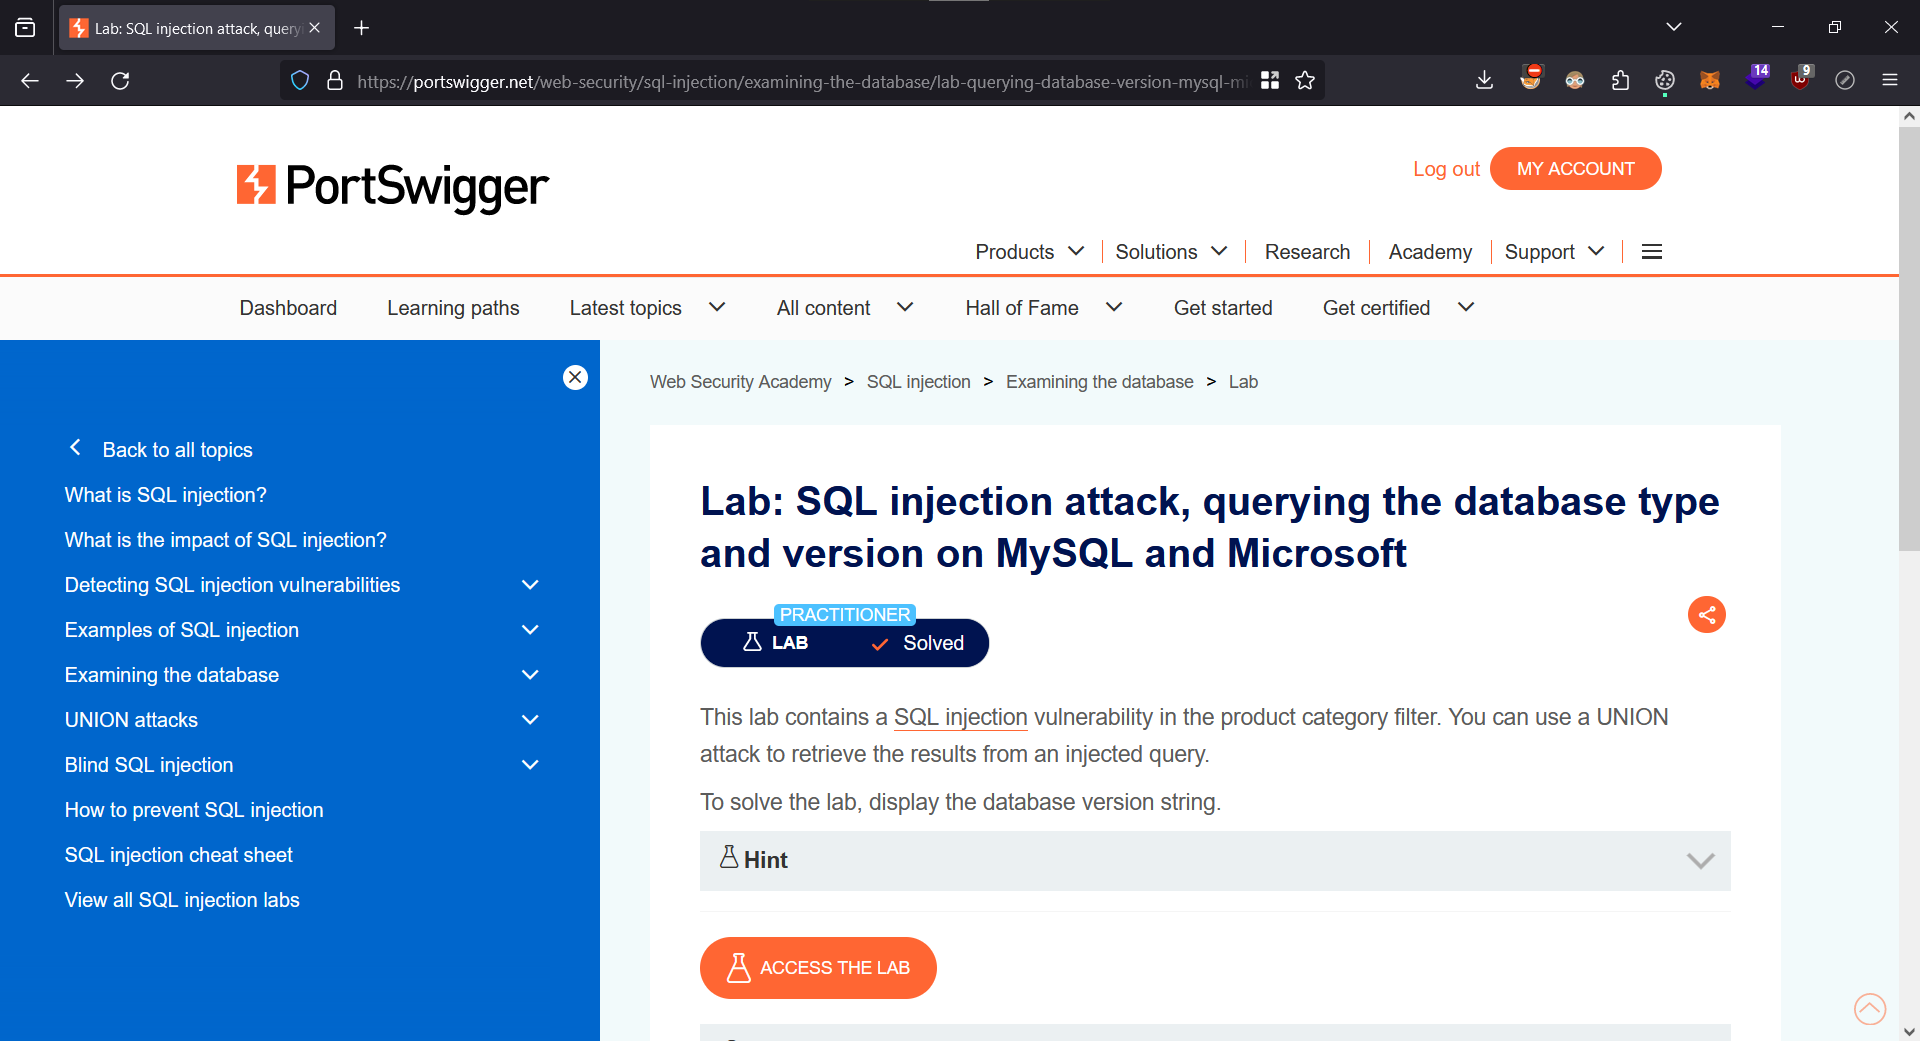 Lab: SQL injection attack, query
https://portswigger.net/web-security/sql-injection/examining-the-database/lab-querying-database-version-mysql-mi
14
9
PortSwigger
Log out
MY ACCOUNT
Products
Solutions
Research
Academy
Support
Dashboard
Learning paths
Latest topics
All content
Hall of Fame
Get started
Get certified
Back to all topics
What is SQL injection?
What is the impact of SQL injection?
Detecting SQL injection vulnerabilities
Examples of SQL injection
Examining the database
UNION attacks
Blind SQL injection
How to prevent SQL injection
SQL injection cheat sheet
View all SQL injection labs
Web Security Academy > SQL injection > Examining the database > Lab
Lab: SQL injection attack, querying the database type
and version on MySQL and Microsoft
PRACTITIONER
LAB
Solved
This lab contains a SQL injection vulnerability in the product category filter. You can use a UNION
attack to retrieve the results from an injected query.
To solve the lab, display the database version string.
Hint
ACCESS THE LAB